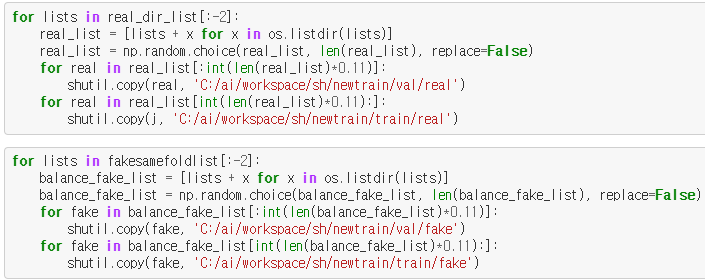 for lists in real_dir_list[:-2]:
    real_list = [lists + x for x in os.listdir(lists)]
    real_list = np.random.choice(real_list, len(real_list), replace=False)
    for real in real_list[:int(len(real_list)*0.11)]:
        shutil.copy(real, 'C:/ai/workspace/sh/newtrain/val/real')
    for real in real_list[int(len(real_list)*0.11):]:
        shutil.copy(j, 'C:/ai/workspace/sh/newtrain/train/real')
for lists in fakesamefoldlist[:-2]:
    balance_fake_list = [lists + x for x in os.listdir(lists)]
    balance_fake_list = np.random.choice(balance_fake_list, len(balance_fake_list), replace=False)
    for fake in balance_fake_list[:int(len(balance_fake_list)*0.11)]:
        shutil.copy(fake, 'C:/ai/workspace/sh/newtrain/val/fake')
    for fake in balance_fake_list[int(len(balance_fake_list)*0.11):]:
        shutil.copy(fake, 'C:/ai/workspace/sh/newtrain/train/fake')